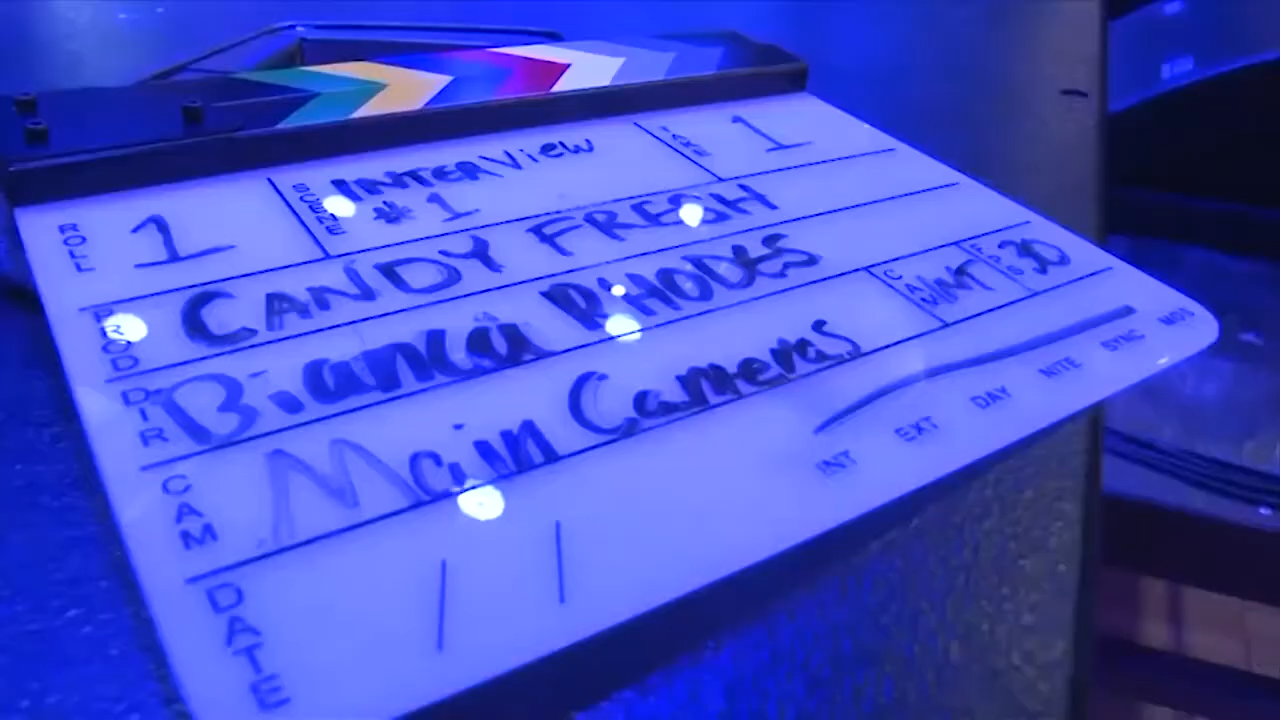 ROLL 1 SCENE INTERView #1 TAKE 1
PROD CANDY FRESH
DIR Bianca RHODES
CAM Main Cameras CAM INT FPS 30
INT EXT DAY NITE SYNC MOS
DATE / /